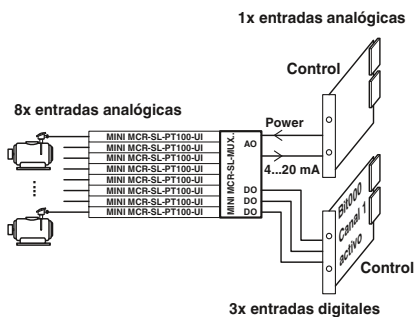 1x entradas analógicas
Control
8x entradas analógicas
Power
MINI MCR-SL-PT100-UI
MINI MCR-SL-PT100-UI
MINI MCR-SL-PT100-UI
MINI MCR-SL-PT100-UI
MINI MCR-SL-PT100-UI
MINI MCR-SL-PT100-UI
MINI MCR-SL-PT100-UI
MINI MCR-SL-PT100-UI
MINI MCR-SL-MUX..
AO
4...20 mA
DO
DO
DO
Bit000
Canal 1
activo
Control
3x entradas digitales